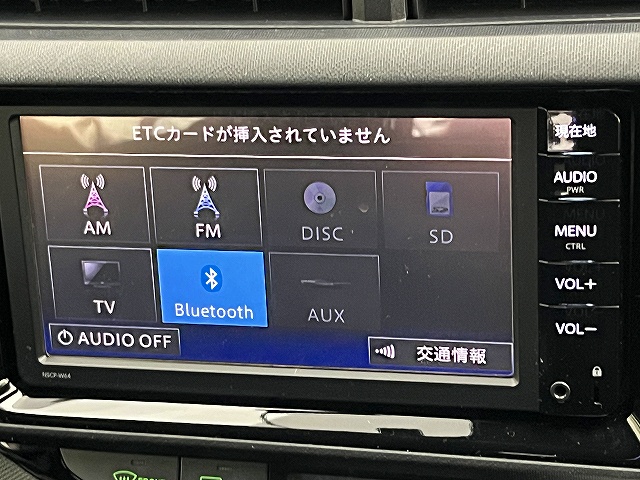 ETCカードが挿入されていません
AM
FM
DISC
SD
TV
Bluetooth
AUX
AUDIO OFF
交通情報
現在地
AUDIO
PWR
MENU
CTRL
VOL+
VOL−
NSCP-W64